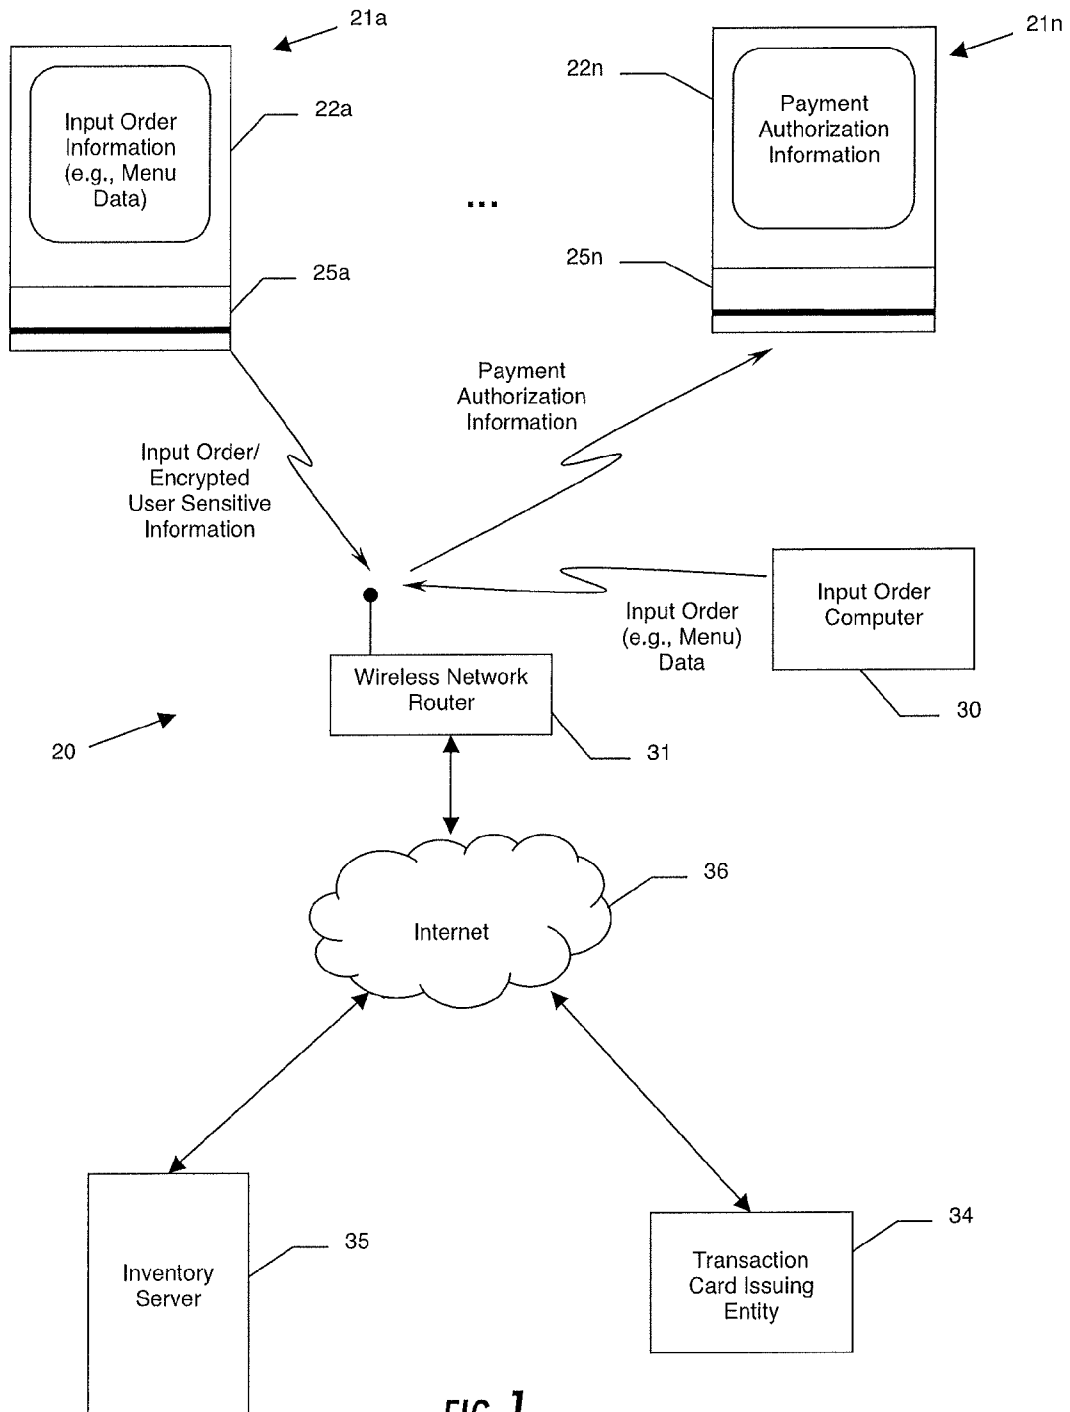 21a
21n
22a
22n
Input Order
Information
(e.g., Menu
Data)
Payment
Authorization
Information
...
25a
25n
Payment
Authorization
Information
Input Order/
Encrypted
User Sensitive
Information
Input Order
Computer
Input Order
(e.g., Menu)
Data
30
Wireless Network
Router
31
20
36
Internet
35
34
Inventory
Server
Transaction
Card Issuing
Entity
FIG. 1